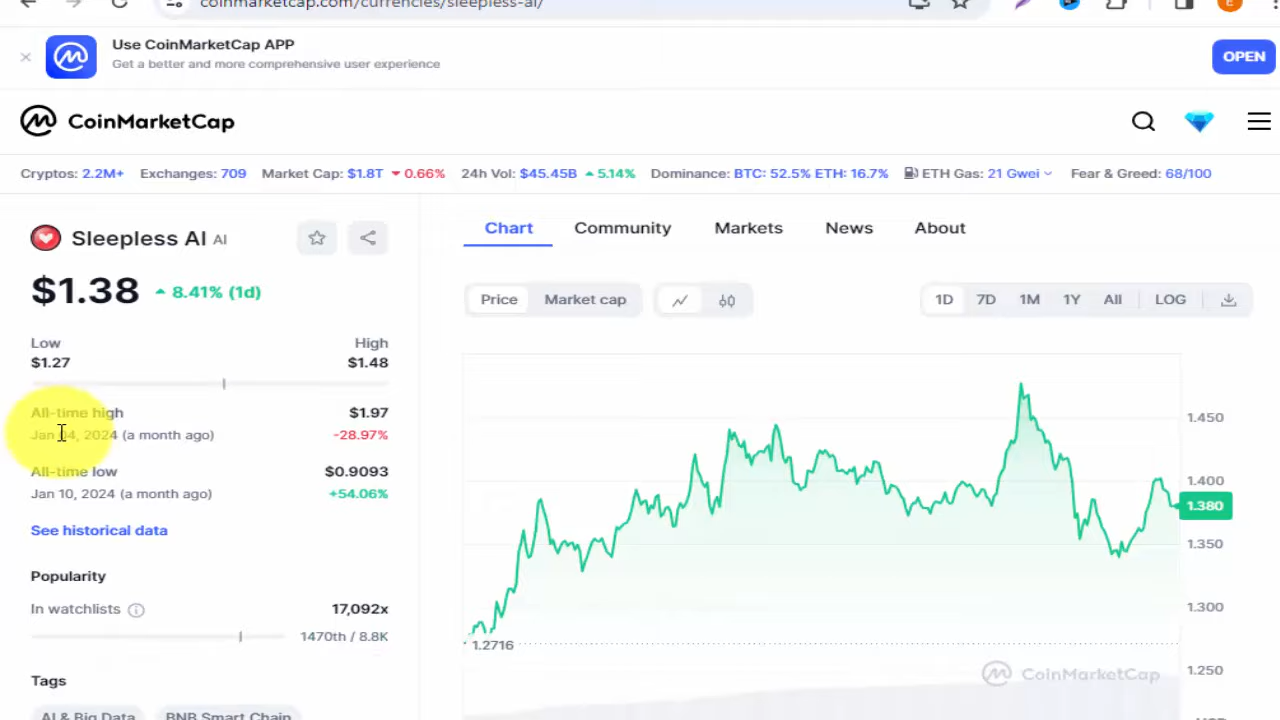 coinmarketcap.com/currencies/sleepless-ai/
E
Use CoinMarketCap APP
Get a better and more comprehensive user experience
OPEN
CoinMarketCap
Cryptos: 2.2M+ Exchanges: 709 Market Cap: $1.8T 0.66% 24h Vol: $45.45B 5.14% Dominance: BTC: 52.5% ETH: 16.7% ETH Gas: 21 Gwei Fear & Greed: 68/100
Sleepless AI AI
$1.38 8.41% (1d)
Low High
$1.27 $1.48
All-time high $1.97
Jan 04, 2024 (a month ago) -28.97%
All-time low $0.9093
Jan 10, 2024 (a month ago) +54.06%
See historical data
Popularity
In watchlists 17,092x
1470th / 8.8K
Tags
AI & Big Data BNB Smart Chain
Chart Community Markets News About
Price Market cap 1D 7D 1M 1Y All LOG
1.450
1.400
1.380
1.350
1.300
1.2716
1.250
CoinMarketCap